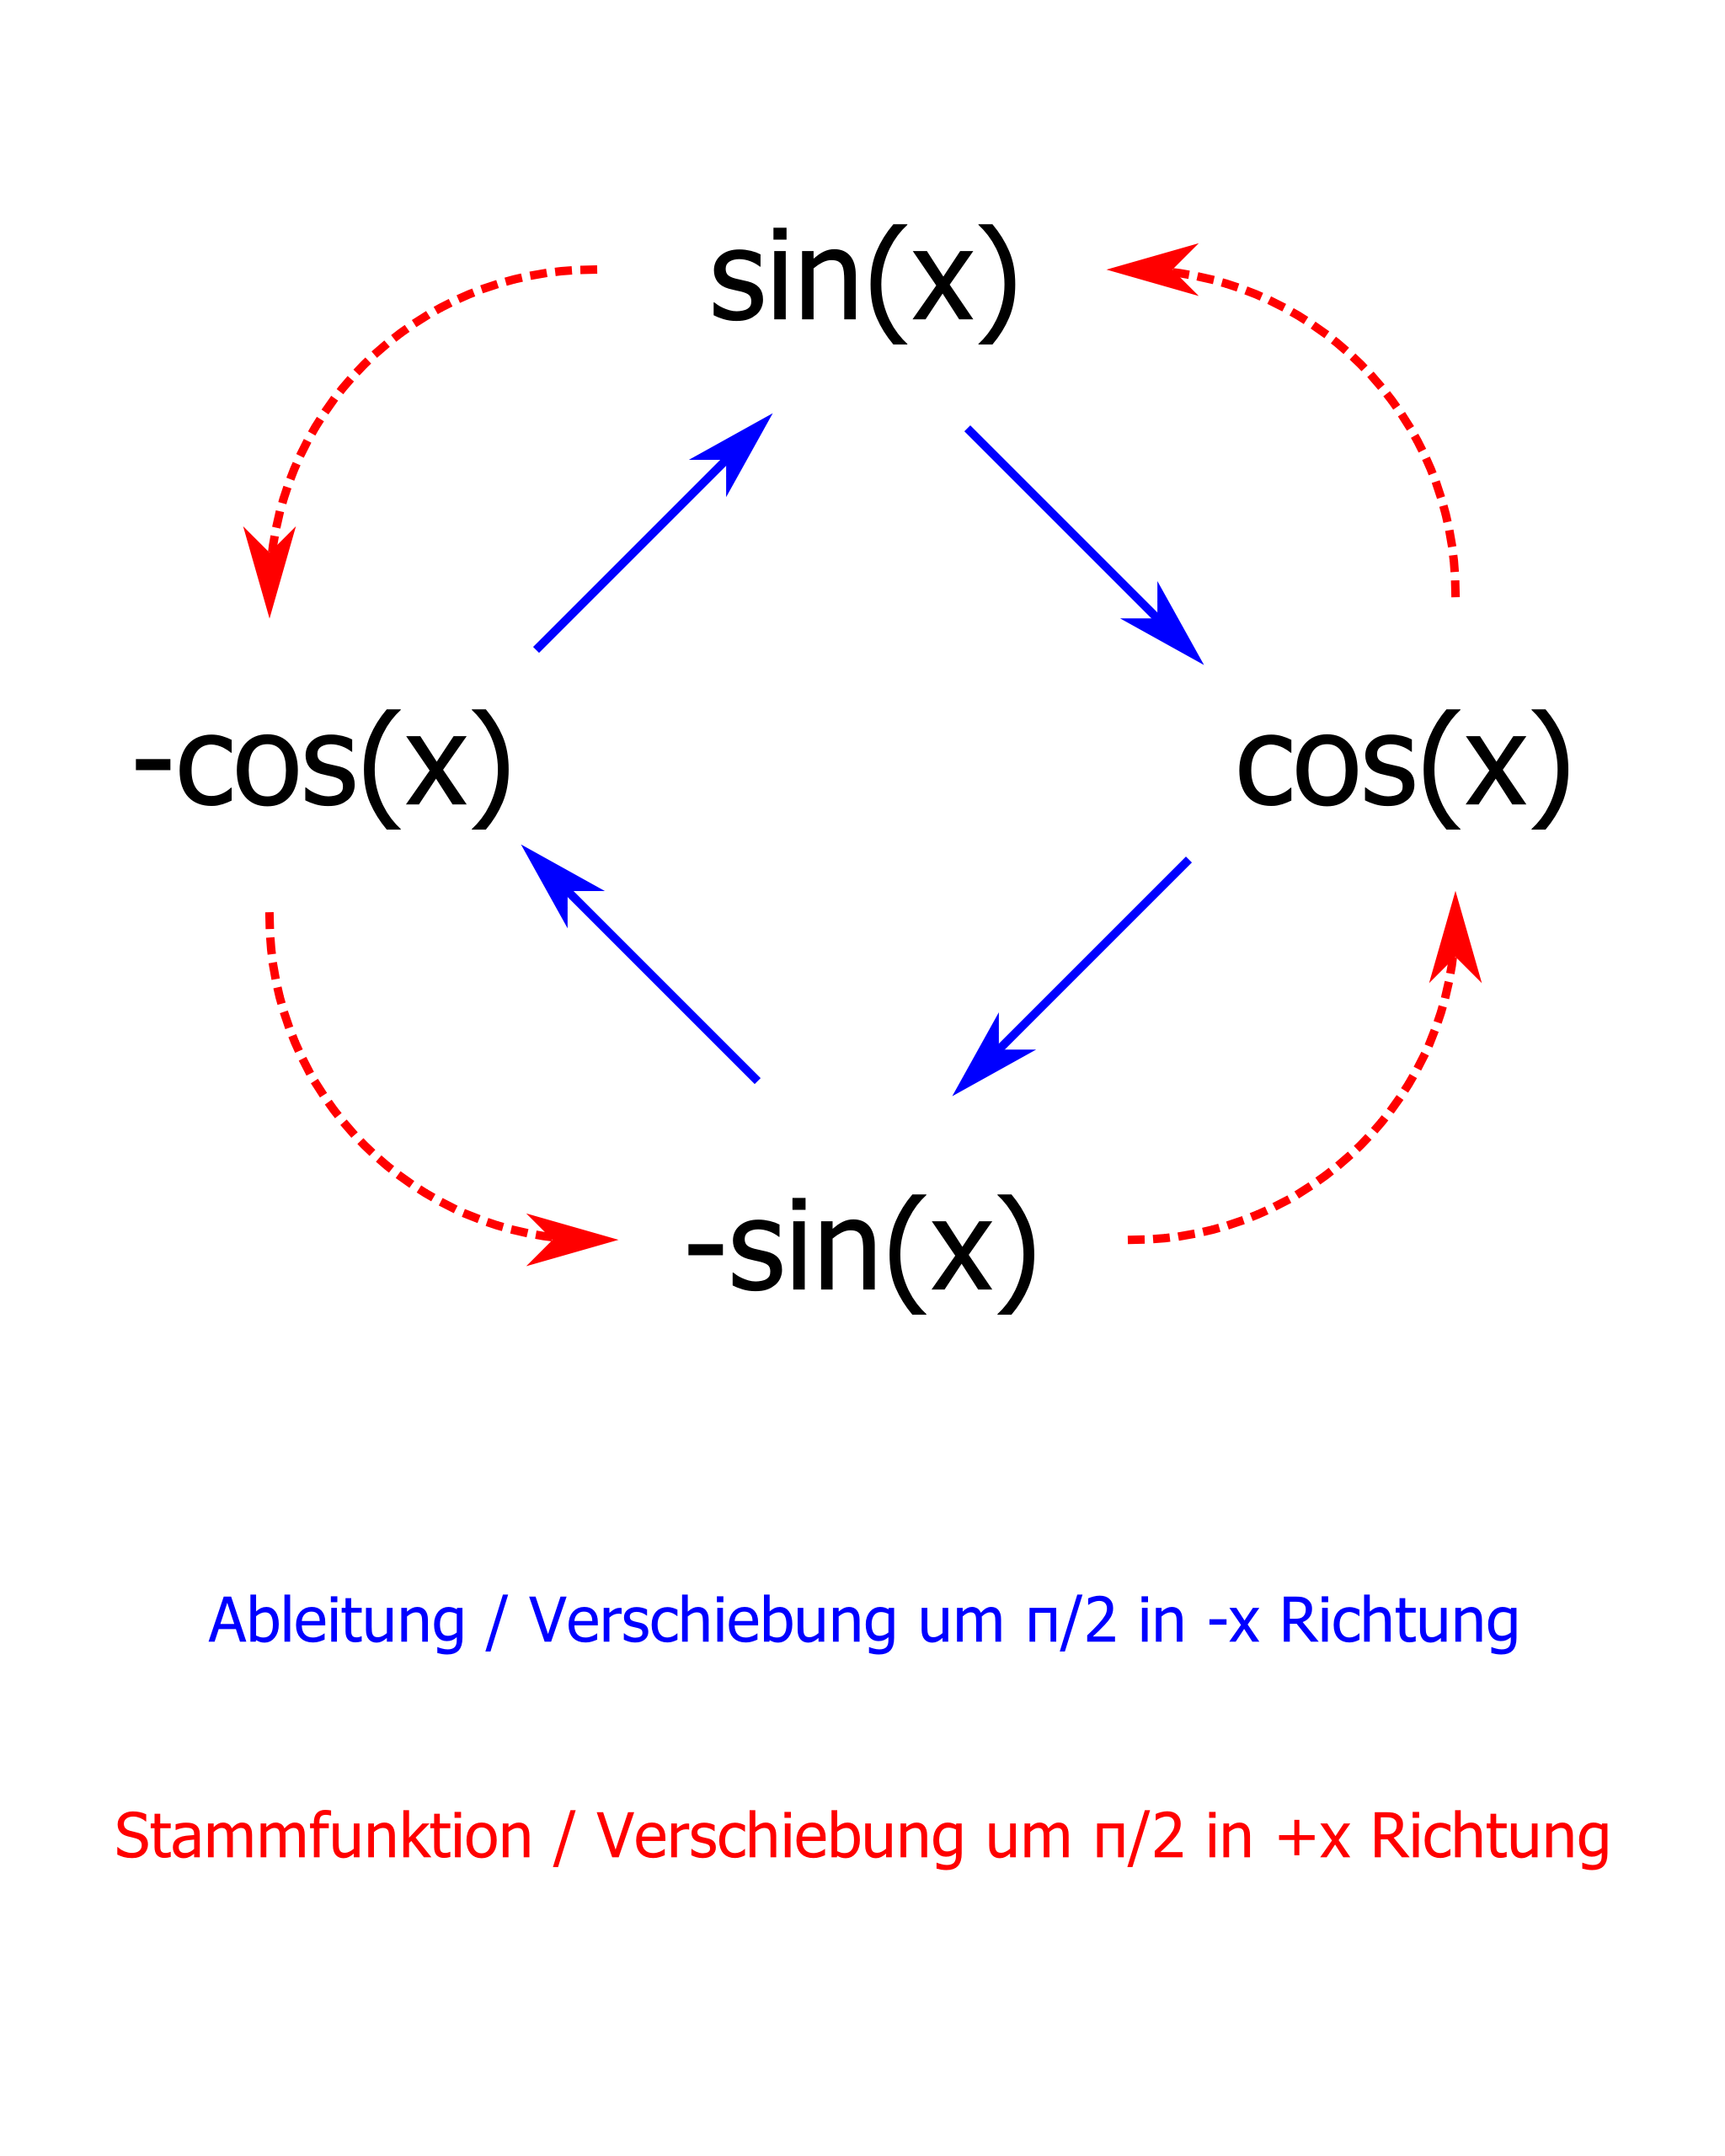 sin(x)
-cos(x)
cos(x)
-sin(x)
Ableitung / Verschiebung um π/2 in -x Richtung
Stammfunktion / Verschiebung um π/2 in +x Richtung